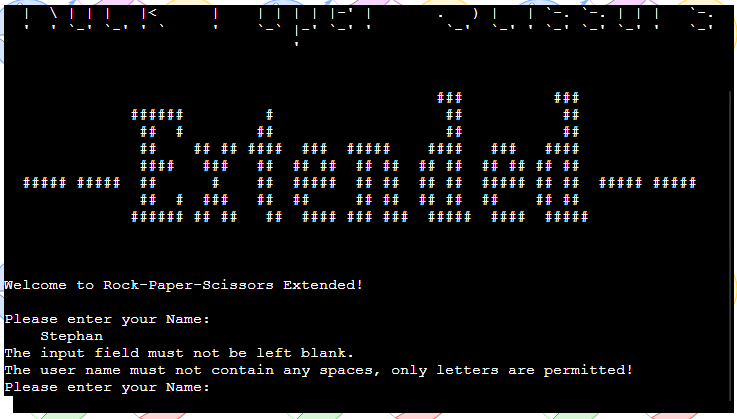 Extended
Welcome to Rock-Paper-Scissors Extended!
Please enter your Name:
Stephan
The input field must not be left blank.
The user name must not contain any spaces, only letters are permitted!
Please enter your Name: